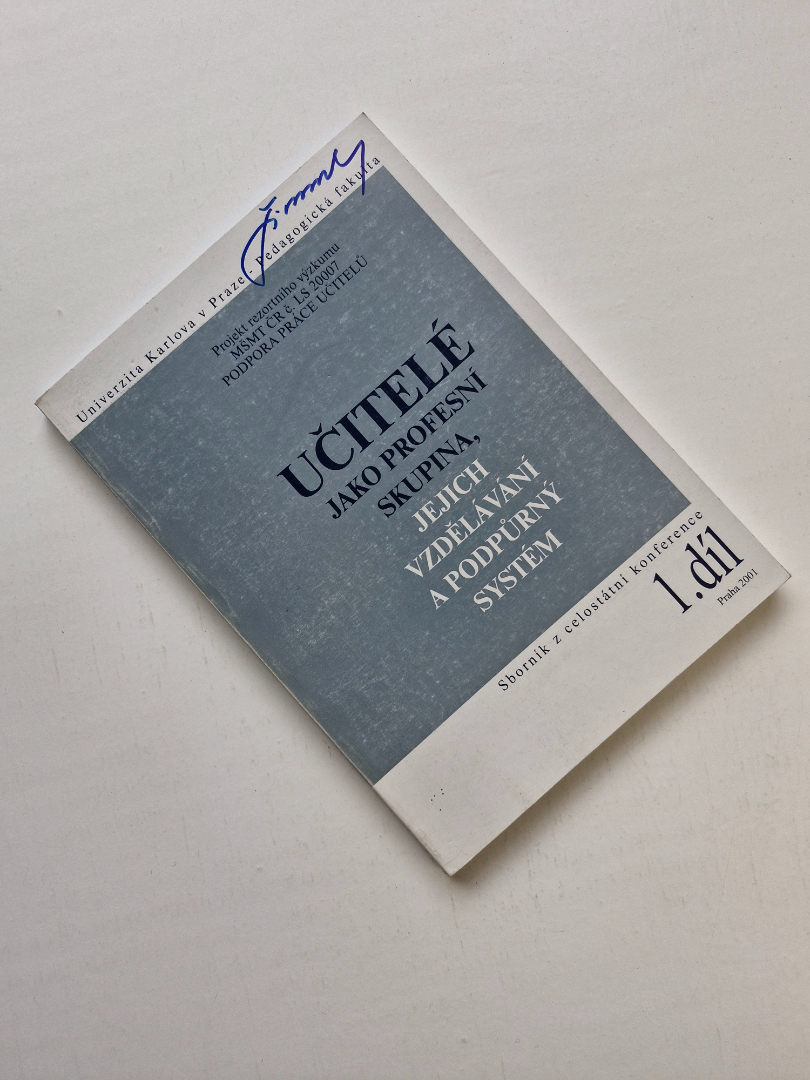 Univerzita Karlova v Praze - Pedagogická fakulta
Projekt rezortního výzkumu
MŠMT ČR č. LS 20007
PODPORA PRÁCE UČITELŮ
UČITELÉ
JAKO PROFESNÍ
SKUPINA,
JEJICH
VZDĚLÁVÁNÍ
A PODPŮRNÝ
SYSTÉM
Sborník z celostátní konference
1.díl
Praha 2001